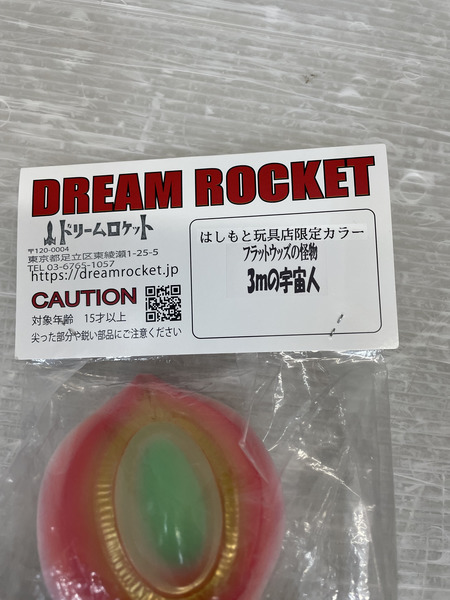 DREAM ROCKET
ドリームロケット
〒120-0004
東京都足立区東綾瀬1-25-5
TEL 03-6765-1057
https://dreamrocket.jp
CAUTION
対象年齢 15才以上
尖った部分や鋭い部品にご注意ください
はしもと玩具店限定カラー
フラットウッズの怪物
3mの宇宙人